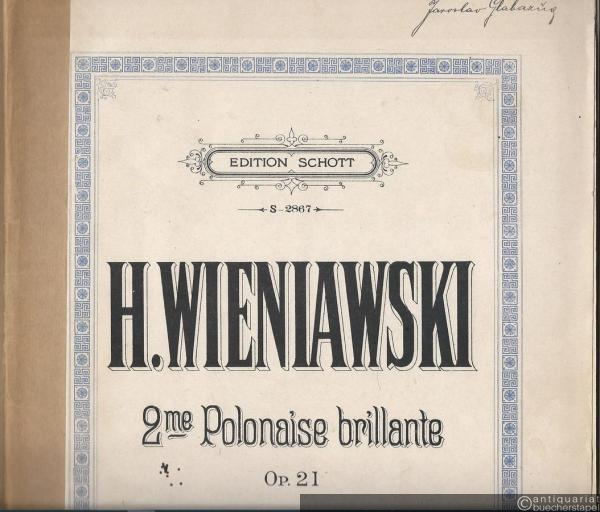 Jaroslav
EDITION SCHOTT
S-2867
H. WIENIAWSKI
2me Polonaise brillante
OP. 21
©antiquariat
buecherstapel